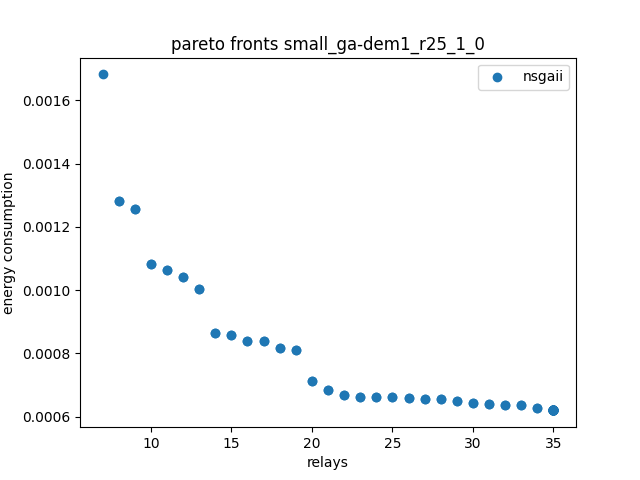 pareto fronts small_ga-dem1_r25_1_0
nsgaii
0.0016
0.0014
0.0012
0.0010
0.0008
0.0006
energy consumption
10 15 20 25 30 35
relays